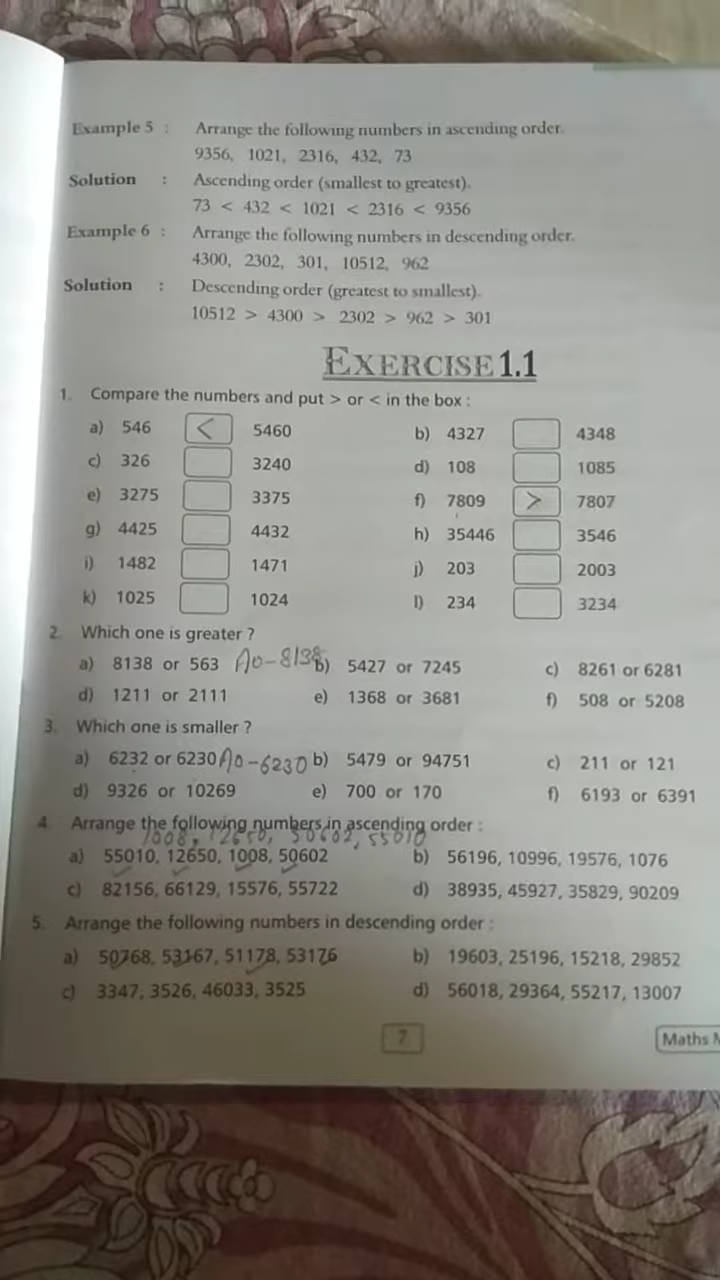 Example 5 : Arrange the following numbers in ascending order.
9356, 1021, 2316, 432, 73
Solution : Ascending order (smallest to greatest).
73 < 432 < 1021 < 2316 < 9356
Example 6 : Arrange the following numbers in descending order.
4300, 2302, 301, 10512, 962
Solution : Descending order (greatest to smallest).
10512 > 4300 > 2302 > 962 > 301
EXERCISE 1.1
1. Compare the numbers and put > or < in the box :
a) 546 < 5460 b) 4327 4348
c) 326 3240 d) 108 1085
e) 3275 3375 f) 7809 > 7807
g) 4425 4432 h) 35446 3546
i) 1482 1471 j) 203 2003
k) 1025 1024 l) 234 3234
2. Which one is greater ?
a) 8138 or 563 A0-8138 b) 5427 or 7245 c) 8261 or 6281
d) 1211 or 2111 e) 1368 or 3681 f) 508 or 5208
3. Which one is smaller ?
a) 6232 or 6230 A0-6230 b) 5479 or 94751 c) 211 or 121
d) 9326 or 10269 e) 700 or 170 f) 6193 or 6391
4. Arrange the following numbers in ascending order :
1008, 12650, 50602, 55010
a) 55010, 12650, 1008, 50602 b) 56196, 10996, 19576, 1076
c) 82156, 66129, 15576, 55722 d) 38935, 45927, 35829, 90209
5. Arrange the following numbers in descending order :
a) 50768, 53167, 51178, 53176 b) 19603, 25196, 15218, 29852
c) 3347, 3526, 46033, 3525 d) 56018, 29364, 55217, 13007
7
Maths